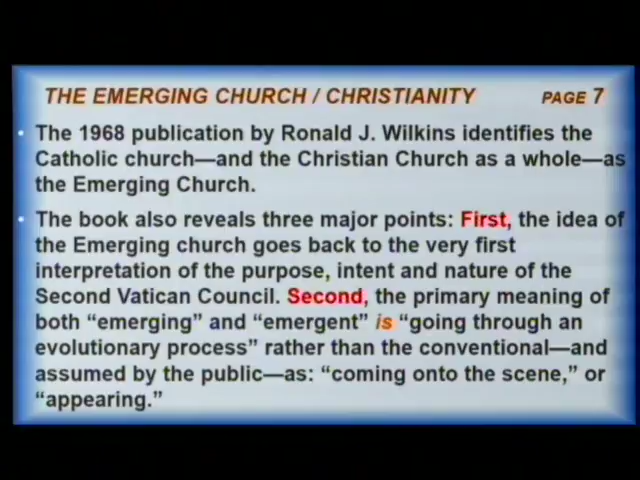 THE EMERGING CHURCH / CHRISTIANITY PAGE 7
• The 1968 publication by Ronald J. Wilkins identifies the
Catholic church—and the Christian Church as a whole—as
the Emerging Church.
• The book also reveals three major points: First, the idea of
the Emerging church goes back to the very first
interpretation of the purpose, intent and nature of the
Second Vatican Council. Second, the primary meaning of
both “emerging” and “emergent” is “going through an
evolutionary process” rather than the conventional—and
assumed by the public—as: “coming onto the scene,” or
“appearing.”